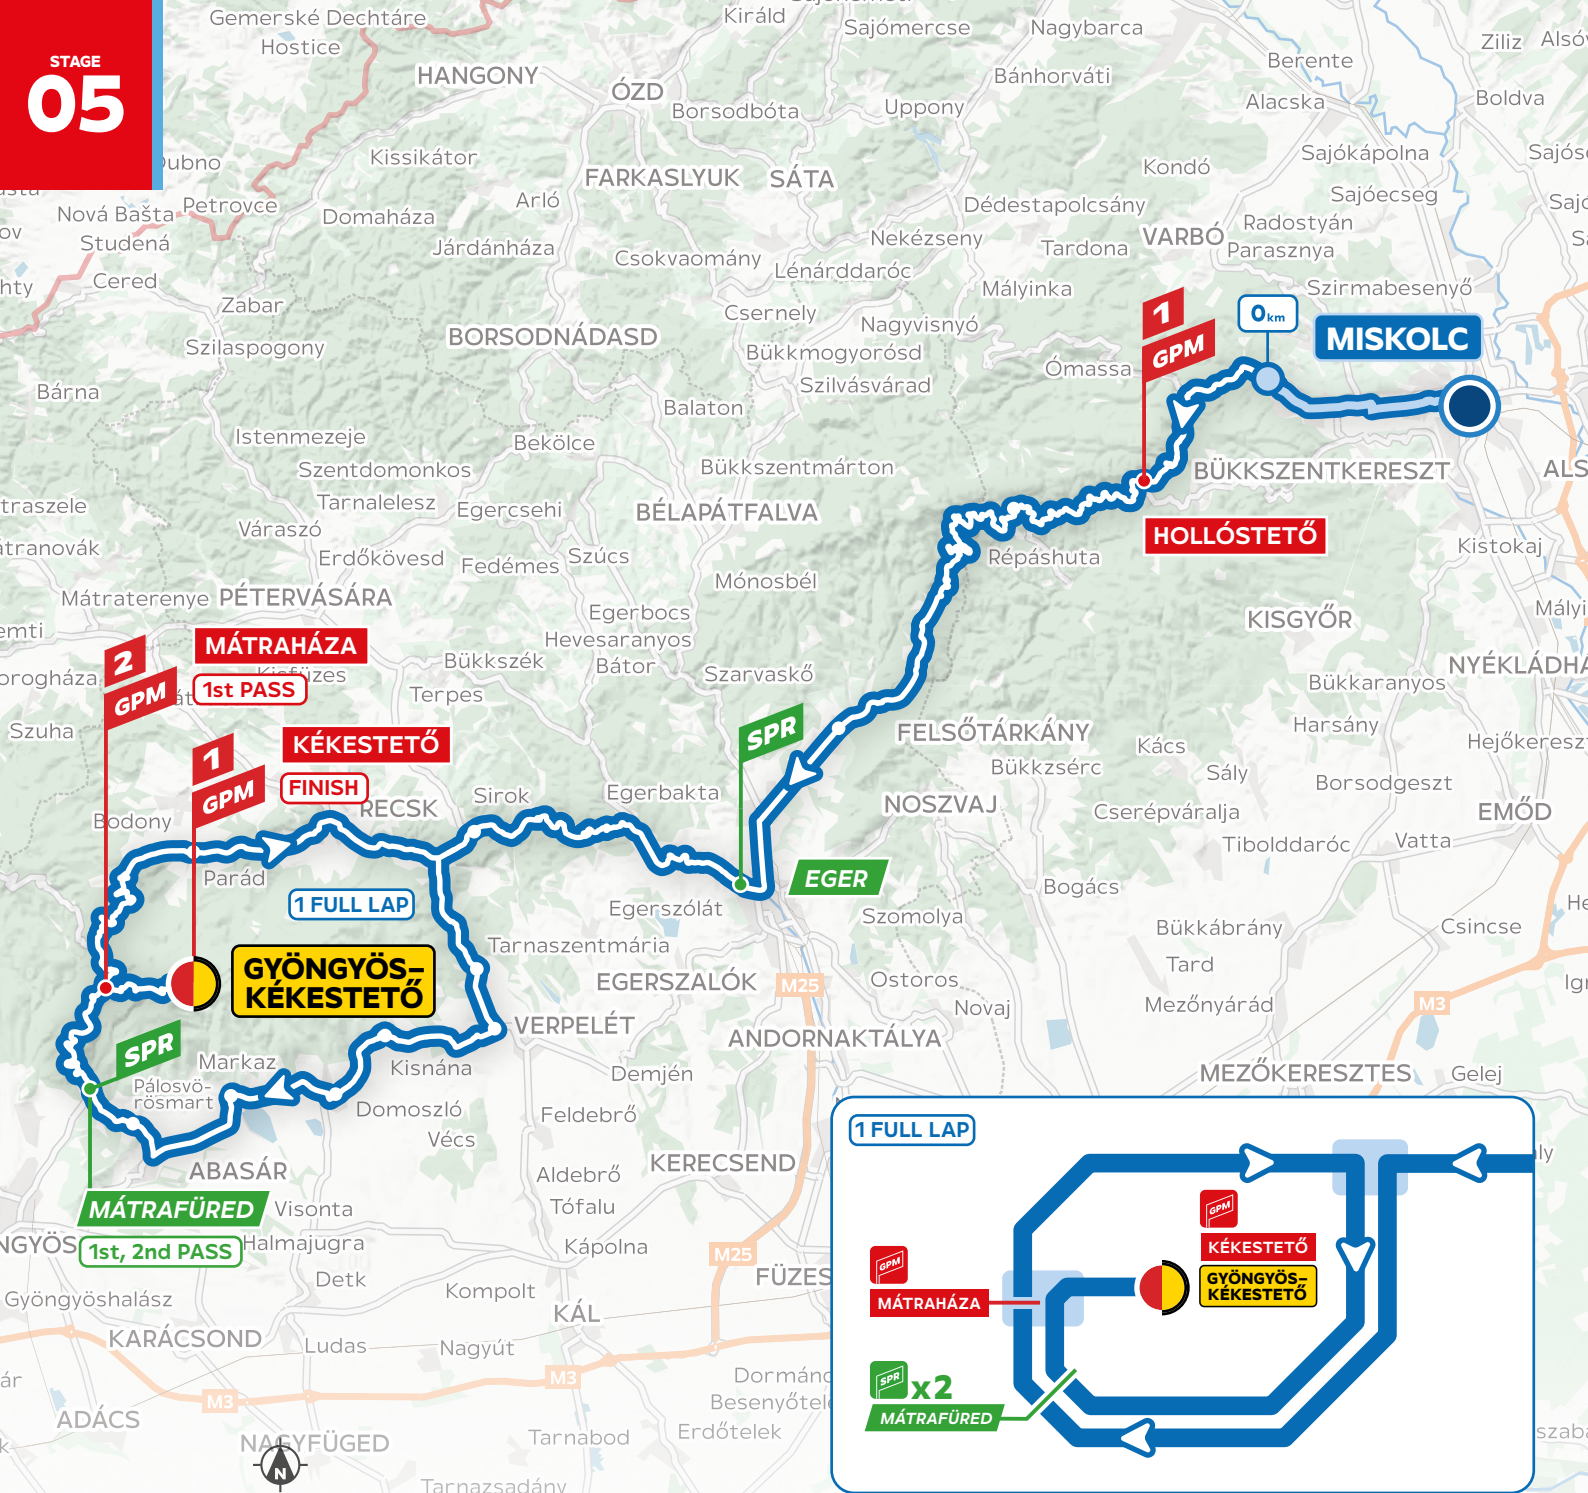 STAGE
05
Gemerské Dechtáre
Hostice
HANGONY
ÓZD
Királd
Sajómercse
Nagybarca
Bánhorváti
Berente
Ziliz
Alacska
Boldva
Borsodbóta
Uppony
Kissikátor
Dubno
FARKASLYUK
SÁTA
Kondó
Sajókápolna
Sajóecseg
Arló
Dédestapolcsány
Nová Bašta
Petrovce
Domaháza
Studená
Járdánháza
Nekézseny
Tardona
VARBÓ
Radostyán
Parasznya
Csokvaomány
Lénárddaróc
Cered
Mályinka
Szirmabesenyő
Zabar
Csernely
Nagyvisnyó
1
GPM
0km
MISKOLC
BORSODNÁDASD
Szilaspogony
Bükkmogyorósd
Ómassa
Szilvásvárad
Bárna
Balaton
Istenmezeje
Bekölce
Szentdomonkos
Bükkszentmárton
BÜKKSZENTKERESZT
Tarnalelesz
Egercsehi
BÉLAPÁTFALVA
Váraszó
HOLLÓSTETŐ
Erdőkövesd
Fedémes
Szúcs
Répáshuta
Kistokaj
Mónosbél
Mátraterenye
PÉTERVÁSÁRA
Egerbocs
Hevesaranyos
KISGYŐR
2
GPM
MÁTRAHÁZA
1st PASS
Bükkszék
Bátor
Szarvaskő
Terpes
Bükkaranyos
Szuha
1
GPM
KÉKESTETŐ
FINISH
SPR
FELSŐTÁRKÁNY
Harsány
Kács
Bükkzsérc
Sály
Borsodgeszt
RECSK
Sirok
Egerbakta
NOSZVAJ
Cserépváralja
EMŐD
Bodony
Tibolddaróc
Vatta
Parád
EGER
Bogács
1 FULL LAP
Egerszólát
Szomolya
Bükkábrány
Csincse
Tarnaszentmária
GYÖNGYÖS–
KÉKESTETŐ
EGERSZALÓK
M25
Ostoros
Tard
Novaj
Mezőnyárád
M3
VERPELÉT
ANDORNAKTÁLYA
SPR
Markaz
Kisnána
Demjén
MEZŐKERESZTES
Gelej
Pálosvö-
rösmart
Domoszló
Feldebrő
Vécs
ABASÁR
Aldebrő
KERECSEND
MÁTRAFÜRED
1st, 2nd PASS
Visonta
Tófalu
Halmajugra
Kápolna
M25
Detk
Kompolt
Gyöngyöshalász
KÁL
KARÁCSOND
Ludas
Nagyút
M3
M3
ADÁCS
NAGYFÜGED
Tarnabod
Erdőtelek
Tarnazsadány
N
1 FULL LAP
GPM
KÉKESTETŐ
GYÖNGYÖS–
KÉKESTETŐ
GPM
MÁTRAHÁZA
SPR
x2
MÁTRAFÜRED